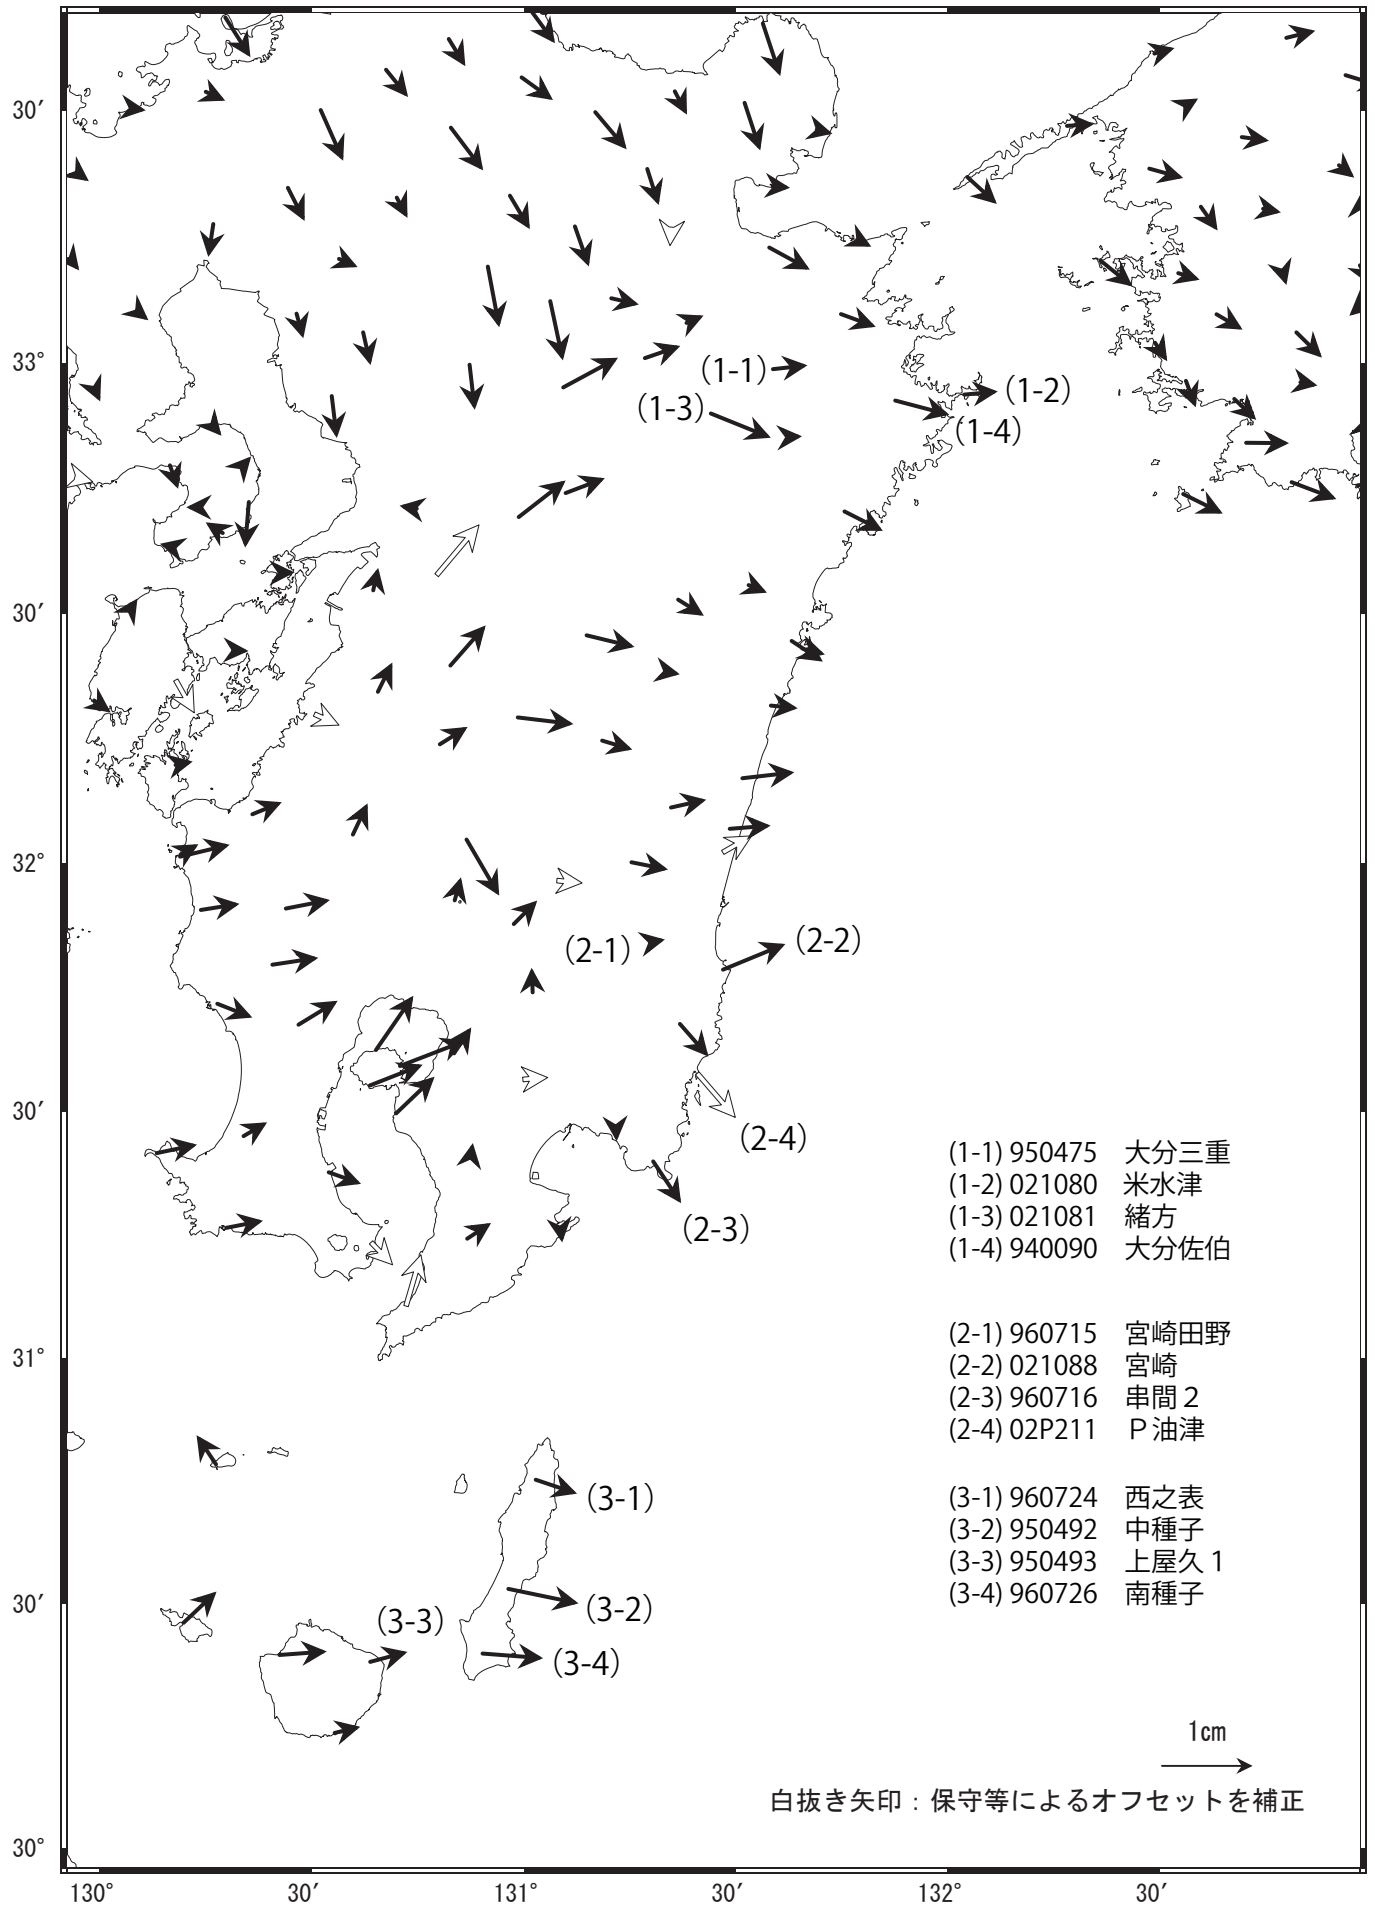 30′
33°
30′
32°
30′
31°
30′
30°
130°
30′
131°
30′
132°
30′
(1-1)
(1-2)
(1-3)
(1-4)
(2-1)
(2-2)
(2-4)
(2-3)
(3-1)
(3-2)
(3-3)
(3-4)
(1-1) 950475 大分三重
(1-2) 021080 米水津
(1-3) 021081 緒方
(1-4) 940090 大分佐伯
(2-1) 960715 宮崎田野
(2-2) 021088 宮崎
(2-3) 960716 串間２
(2-4) 02P211 Ｐ油津
(3-1) 960724 西之表
(3-2) 950492 中種子
(3-3) 950493 上屋久１
(3-4) 960726 南種子
1cm
白抜き矢印：保守等によるオフセットを補正